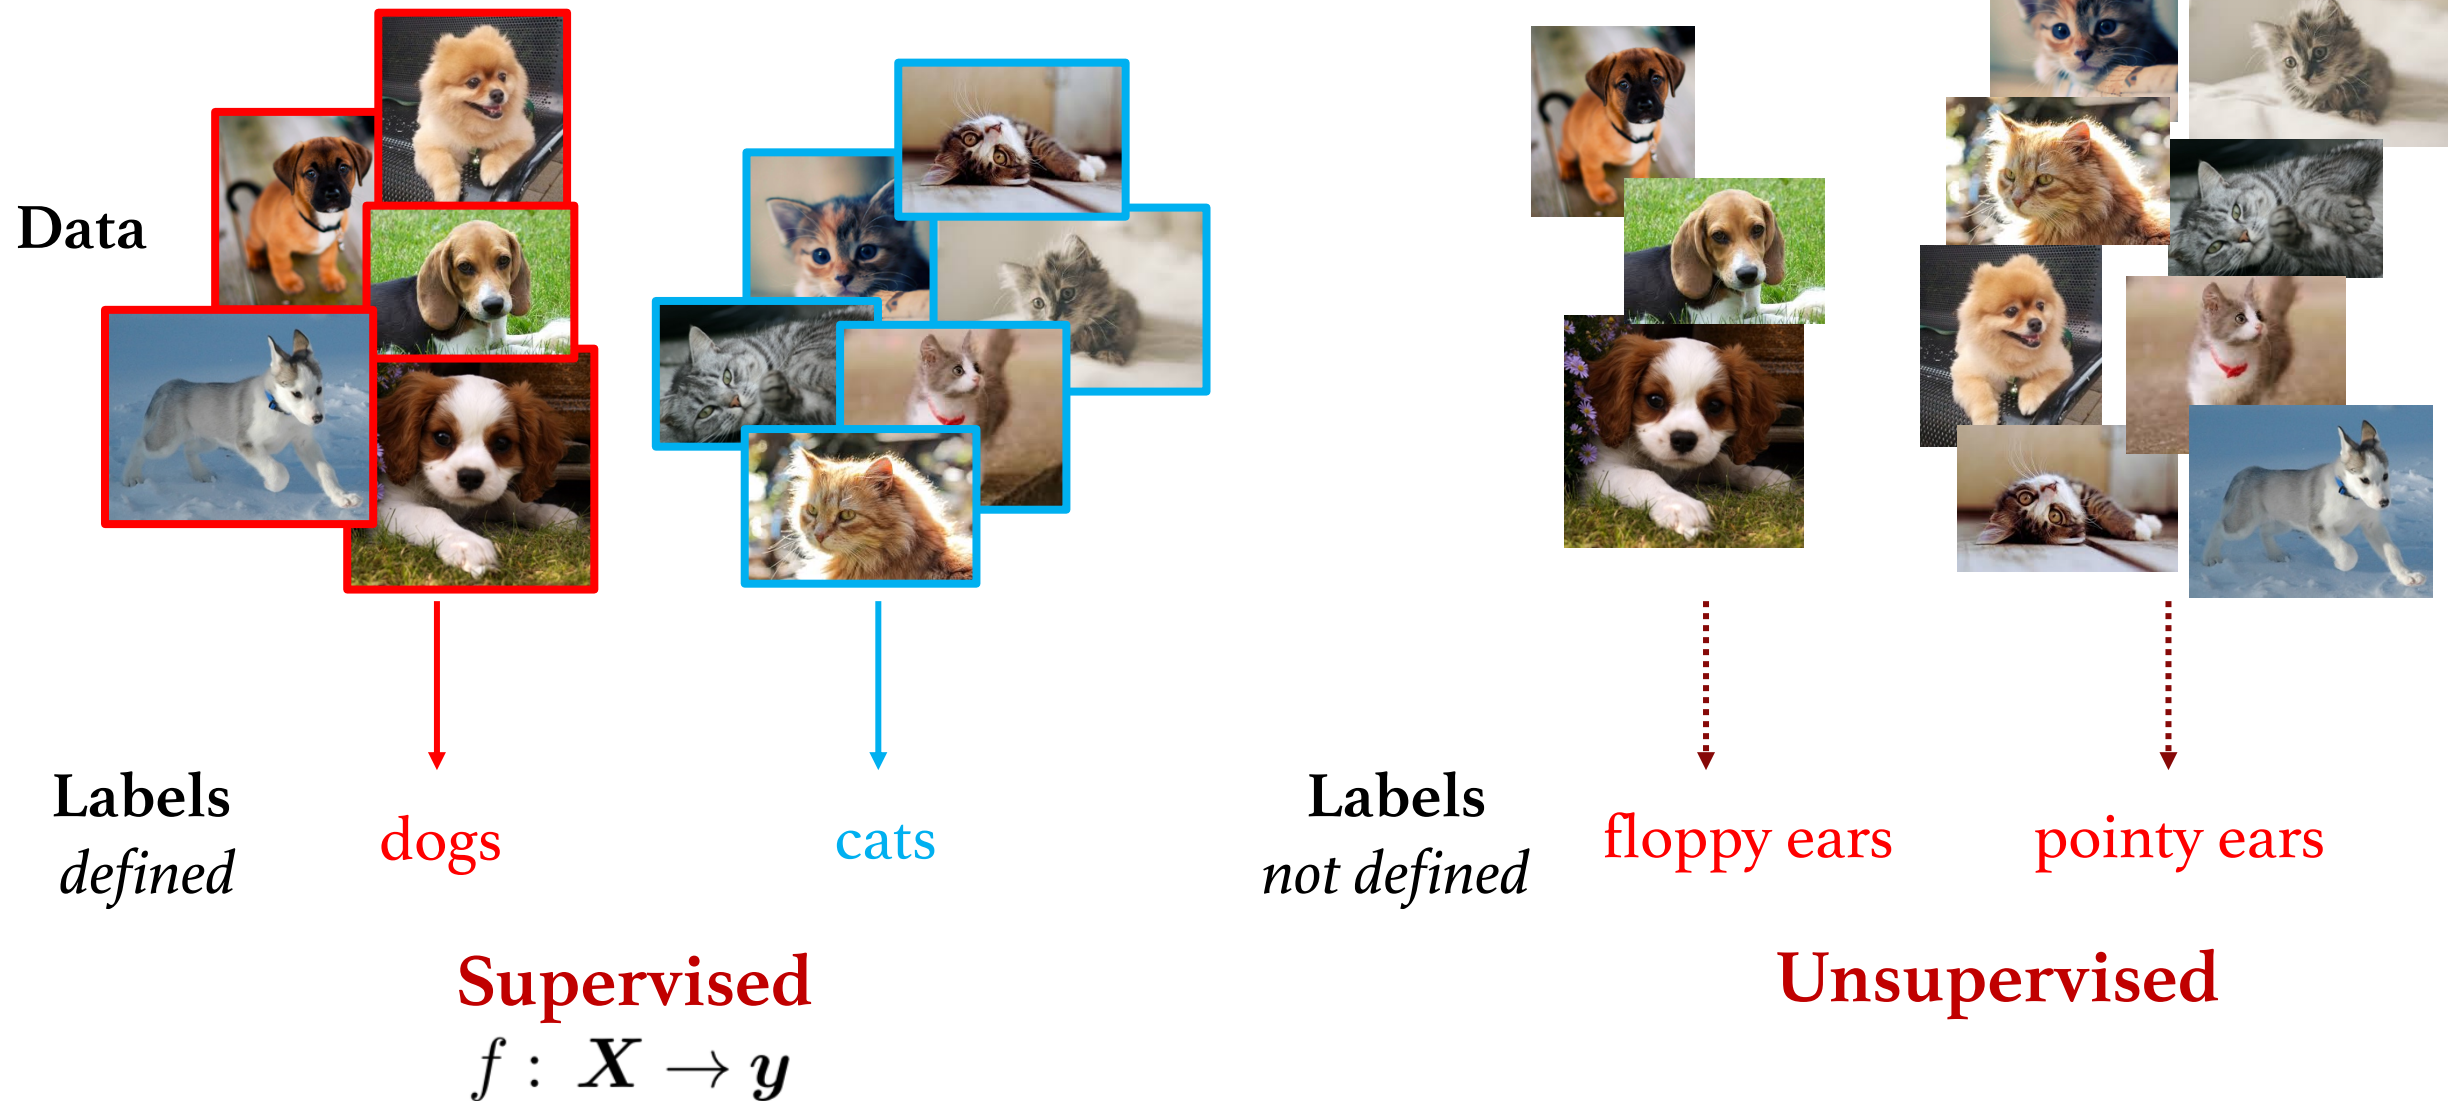 Data
Labels
defined
dogs
cats
Supervised
f : X → y
Labels
not defined
floppy ears
pointy ears
Unsupervised